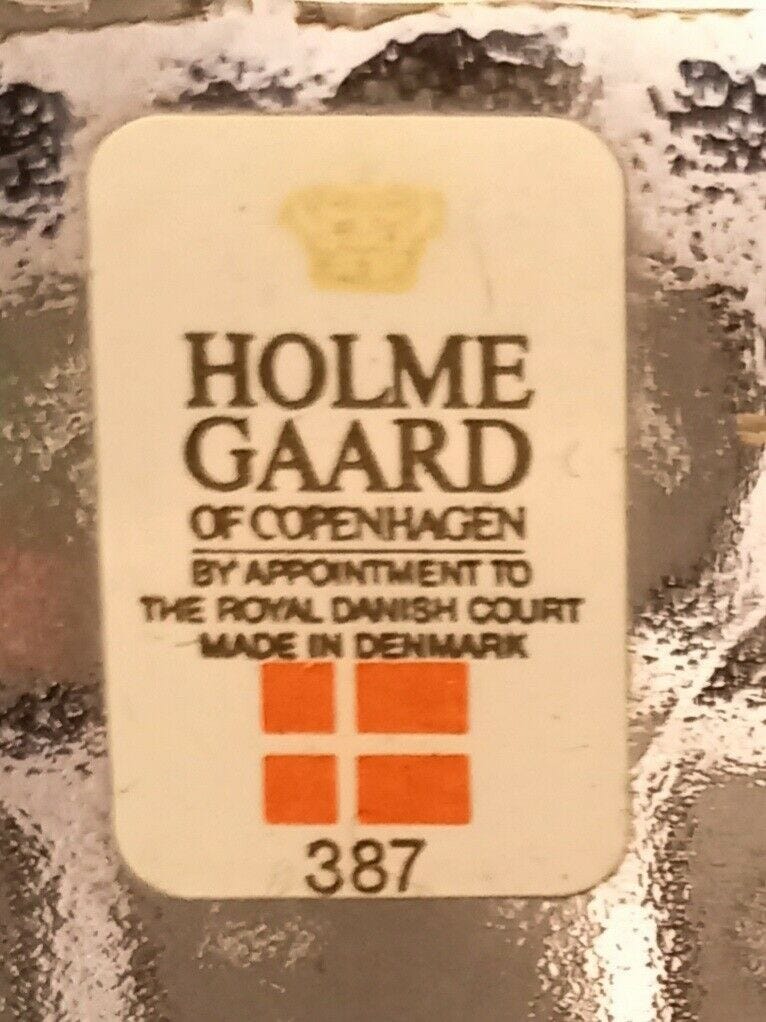 HOLME
GAARD
OF COPENHAGEN
BY APPOINTMENT TO
THE ROYAL DANISH COURT
MADE IN DENMARK
387